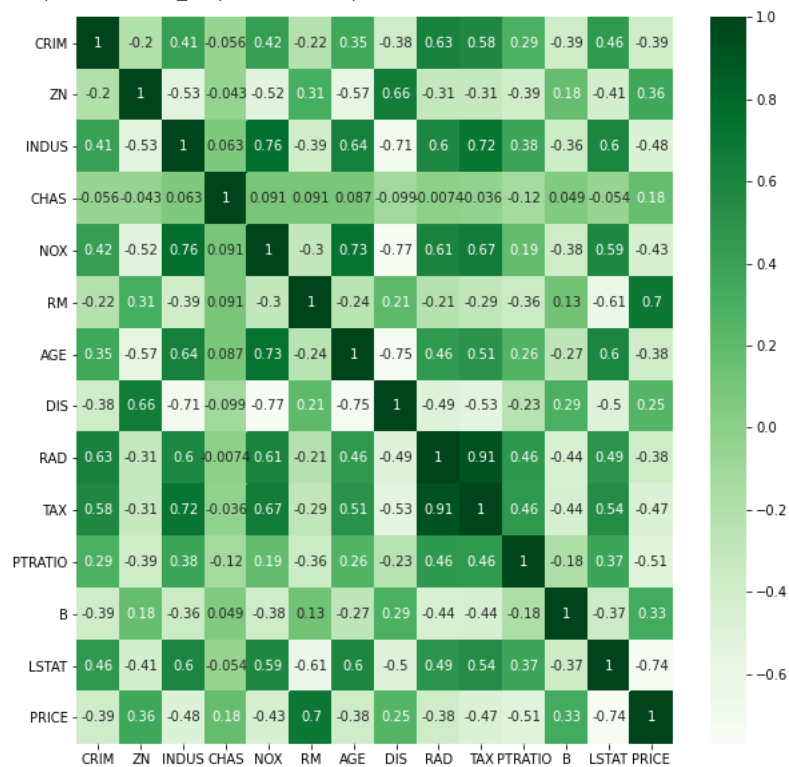 CRIM 1 -0.2 0.41 -0.056 0.42 -0.22 0.35 -0.38 0.63 0.58 0.29 -0.39 0.46 -0.39
ZN -0.2 1 -0.53 -0.043 -0.52 0.31 -0.57 0.66 -0.31 -0.31 -0.39 0.18 -0.41 0.36
INDUS 0.41 -0.53 1 0.063 0.76 -0.39 0.64 -0.71 0.6 0.72 0.38 -0.36 0.6 -0.48
CHAS -0.056 -0.043 0.063 1 0.091 0.091 0.087 -0.099 -0.0074 -0.036 -0.12 0.049 -0.054 0.18
NOX 0.42 -0.52 0.76 0.091 1 -0.3 0.73 -0.77 0.61 0.67 0.19 -0.38 0.59 -0.43
RM -0.22 0.31 -0.39 0.091 -0.3 1 -0.24 0.21 -0.21 -0.29 -0.36 0.13 -0.61 0.7
AGE 0.35 -0.57 0.64 0.087 0.73 -0.24 1 -0.75 0.46 0.51 0.26 -0.27 0.6 -0.38
DIS -0.38 0.66 -0.71 -0.099 -0.77 0.21 -0.75 1 -0.49 -0.53 -0.23 0.29 -0.5 0.25
RAD 0.63 -0.31 0.6 -0.0074 0.61 -0.21 0.46 -0.49 1 0.91 0.46 -0.44 0.49 -0.38
TAX 0.58 -0.31 0.72 -0.036 0.67 -0.29 0.51 -0.53 0.91 1 0.46 -0.44 0.54 -0.47
PTRATIO 0.29 -0.39 0.38 -0.12 0.19 -0.36 0.26 -0.23 0.46 0.46 1 -0.18 0.37 -0.51
B -0.39 0.18 -0.36 0.049 -0.38 0.13 -0.27 0.29 -0.44 -0.44 -0.18 1 -0.37 0.33
LSTAT 0.46 -0.41 0.6 -0.054 0.59 -0.61 0.6 -0.5 0.49 0.54 0.37 -0.37 1 -0.74
PRICE -0.39 0.36 -0.48 0.18 -0.43 0.7 -0.38 0.25 -0.38 -0.47 -0.51 0.33 -0.74 1
CRIM ZN INDUS CHAS NOX RM AGE DIS RAD TAX PTRATIO B LSTAT PRICE
1.0
0.8
0.6
0.4
0.2
0.0
−0.2
−0.4
−0.6